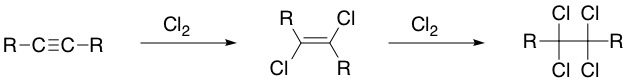 R–C≡C–R
Cl₂
R Cl
Cl R
Cl₂
Cl Cl
R R
Cl Cl